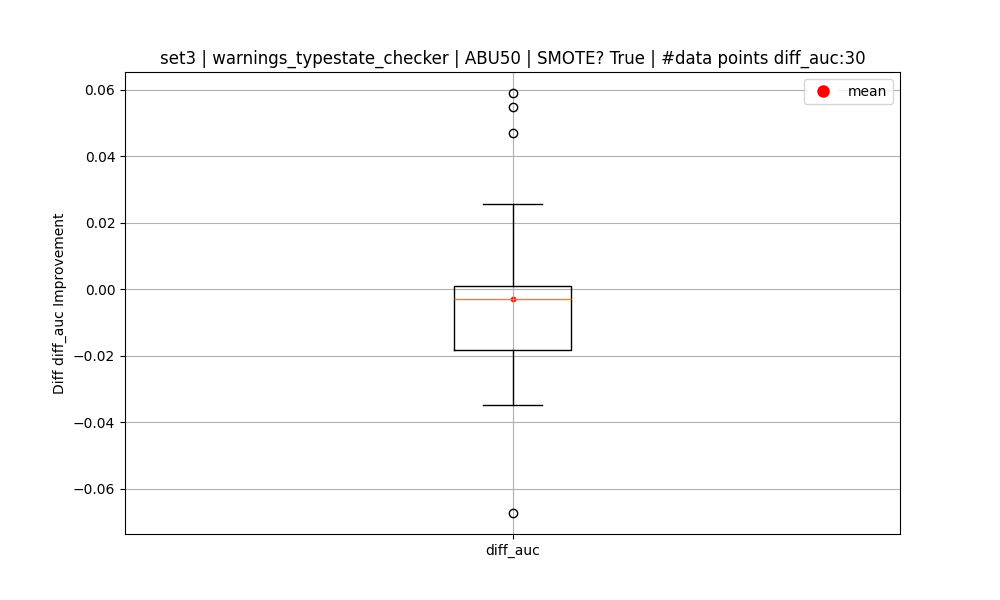 set3 | warnings_typestate_checker | ABU50 | SMOTE? True | #data points diff_auc:30
mean
0.06
0.04
0.02
0.00
−0.02
−0.04
−0.06
Diff diff_auc Improvement
diff_auc